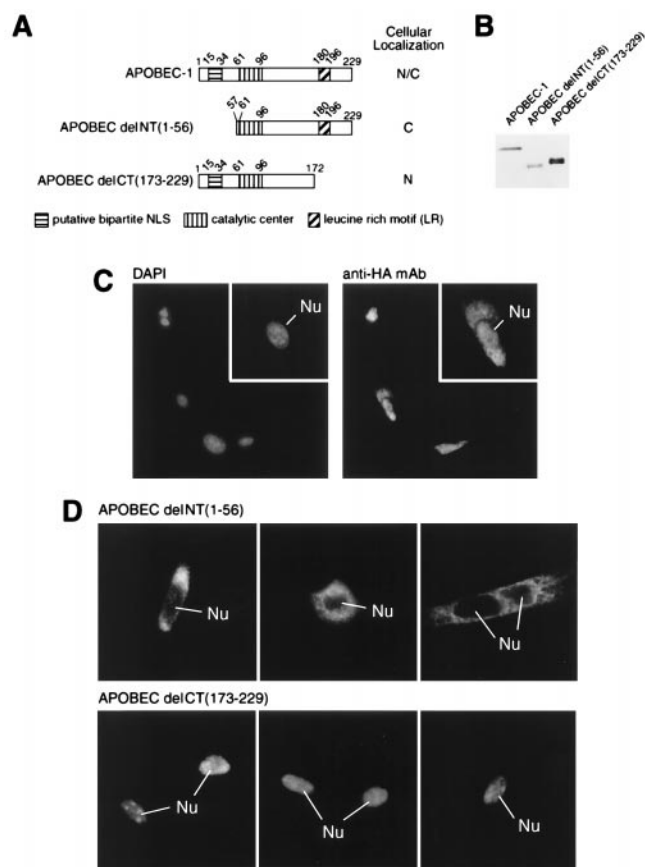 A
B
Cellular
Localization
1 15 34 61 96 180 196 229
APOBEC-1
N/C
57 61 96 180 196 229
APOBEC delNT(1-56)
C
1 15 34 61 96 172
APOBEC delCT(173-229)
N
putative bipartite NLS catalytic center leucine rich motif (LR)
APOBEC-1
APOBEC delNT(1-56)
APOBEC delCT(173-229)
C
DAPI
anti-HA mAb
Nu
Nu
D
APOBEC delNT(1-56)
Nu
Nu
Nu
APOBEC delCT(173-229)
Nu
Nu
Nu